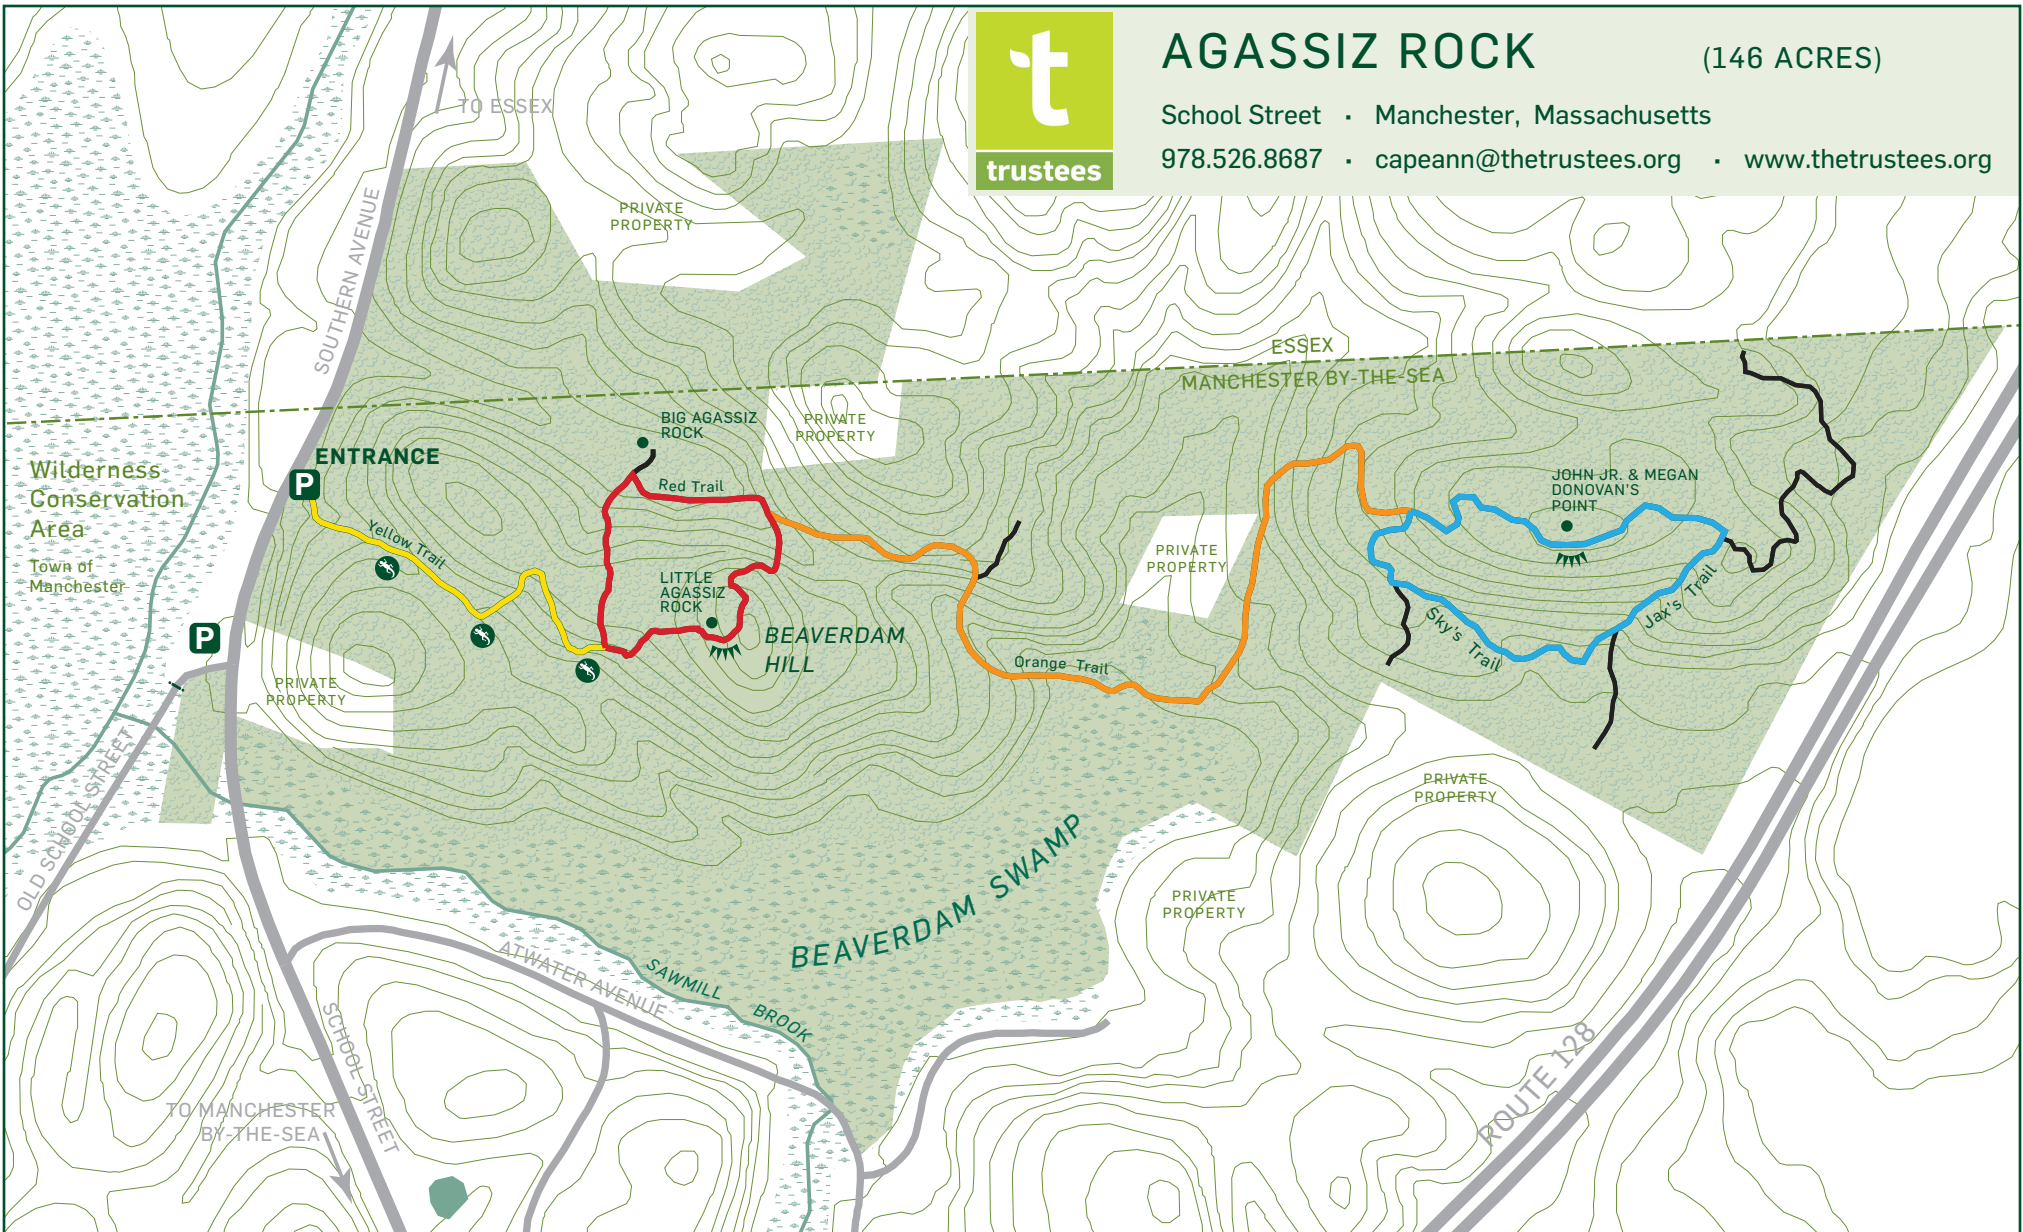 t
trustees
AGASSIZ ROCK (146 ACRES)
School Street · Manchester, Massachusetts
978.526.8687 · capeann@thetrustees.org · www.thetrustees.org
TO ESSEX
SOUTHERN AVENUE
PRIVATE
PROPERTY
ESSEX
MANCHESTER BY-THE-SEA
BIG AGASSIZ
ROCK
PRIVATE
PROPERTY
ENTRANCE
P
Wilderness
Conservation
Area
Town of
Manchester
Yellow Trail
Red Trail
JOHN JR. & MEGAN
DONOVAN'S
POINT
PRIVATE
PROPERTY
LITTLE
AGASSIZ
ROCK
BEAVERDAM
HILL
P
Orange Trail
Sky's Trail
Jax's Trail
PRIVATE
PROPERTY
OLD SCHOOL STREET
PRIVATE
PROPERTY
BEAVERDAM SWAMP
PRIVATE
PROPERTY
ATWATER AVENUE
SAWMILL BROOK
SCHOOL STREET
TO MANCHESTER
BY-THE-SEA
ROUTE 128